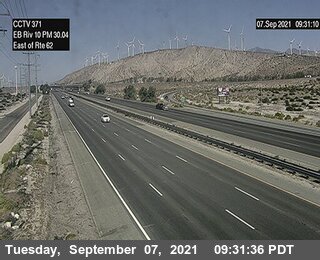 CCTV 371
EB Riv 10 PM 30.04
East of Rte 62
07.Sep 2021 09:31:10
Tuesday, September 07, 2021 09:31:36 PDT